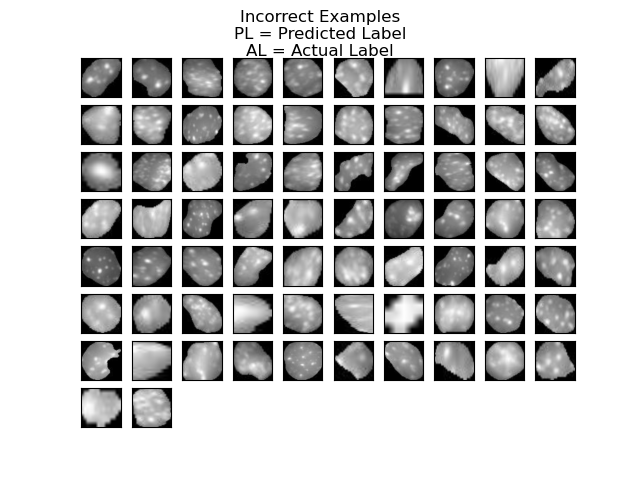 Incorrect Examples
PL = Predicted Label
AL = Actual Label